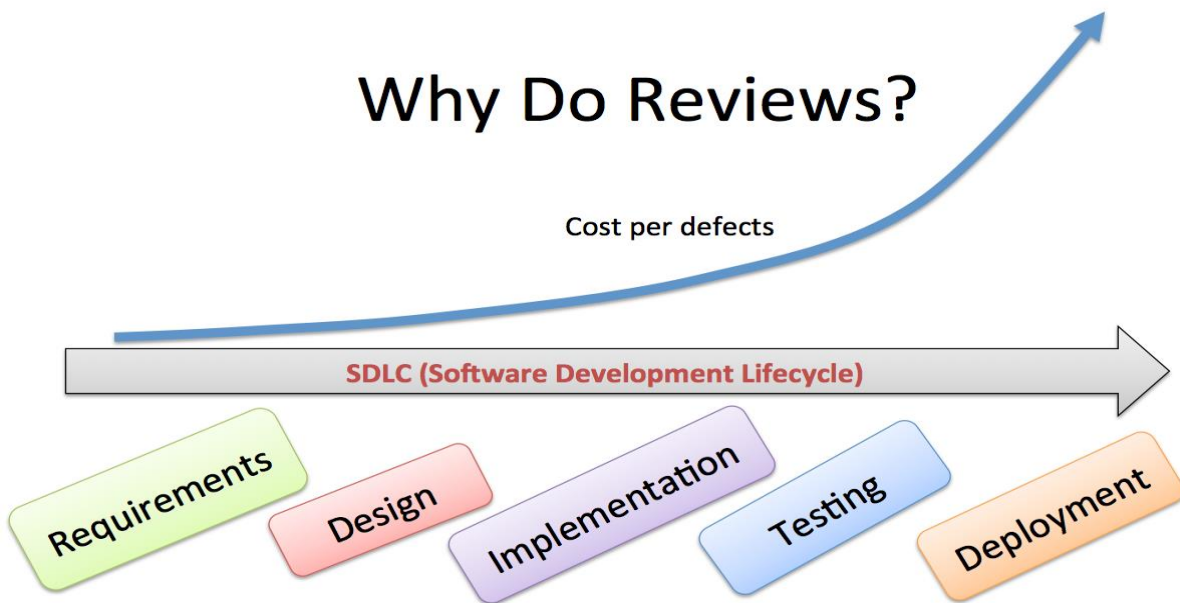 Why Do Reviews?
Cost per defects
SDLC (Software Development Lifecycle)
Requirements
Design
Implementation
Testing
Deployment